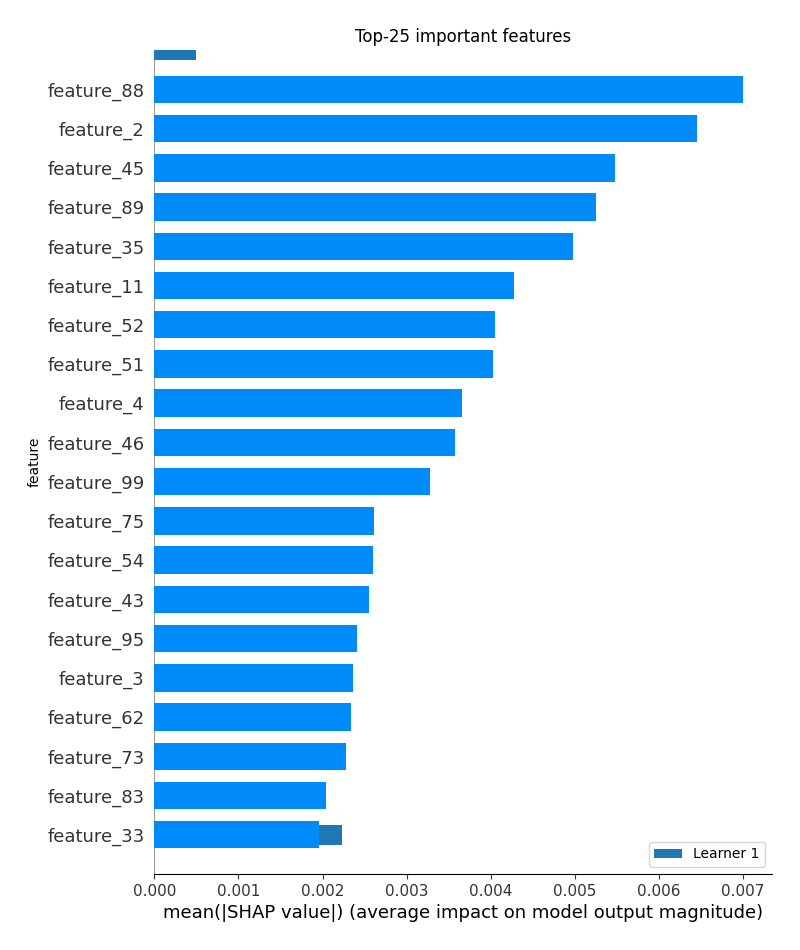 Top-25 important features
feature_88
feature_2
feature_45
feature_89
feature_35
feature_11
feature_52
feature_51
feature_4
feature_46
feature_99
feature_75
feature_54
feature_43
feature_95
feature_3
feature_62
feature_73
feature_83
feature_33
feature
Learner 1
0.000 0.001 0.002 0.003 0.004 0.005 0.006 0.007
mean(|SHAP value|) (average impact on model output magnitude)